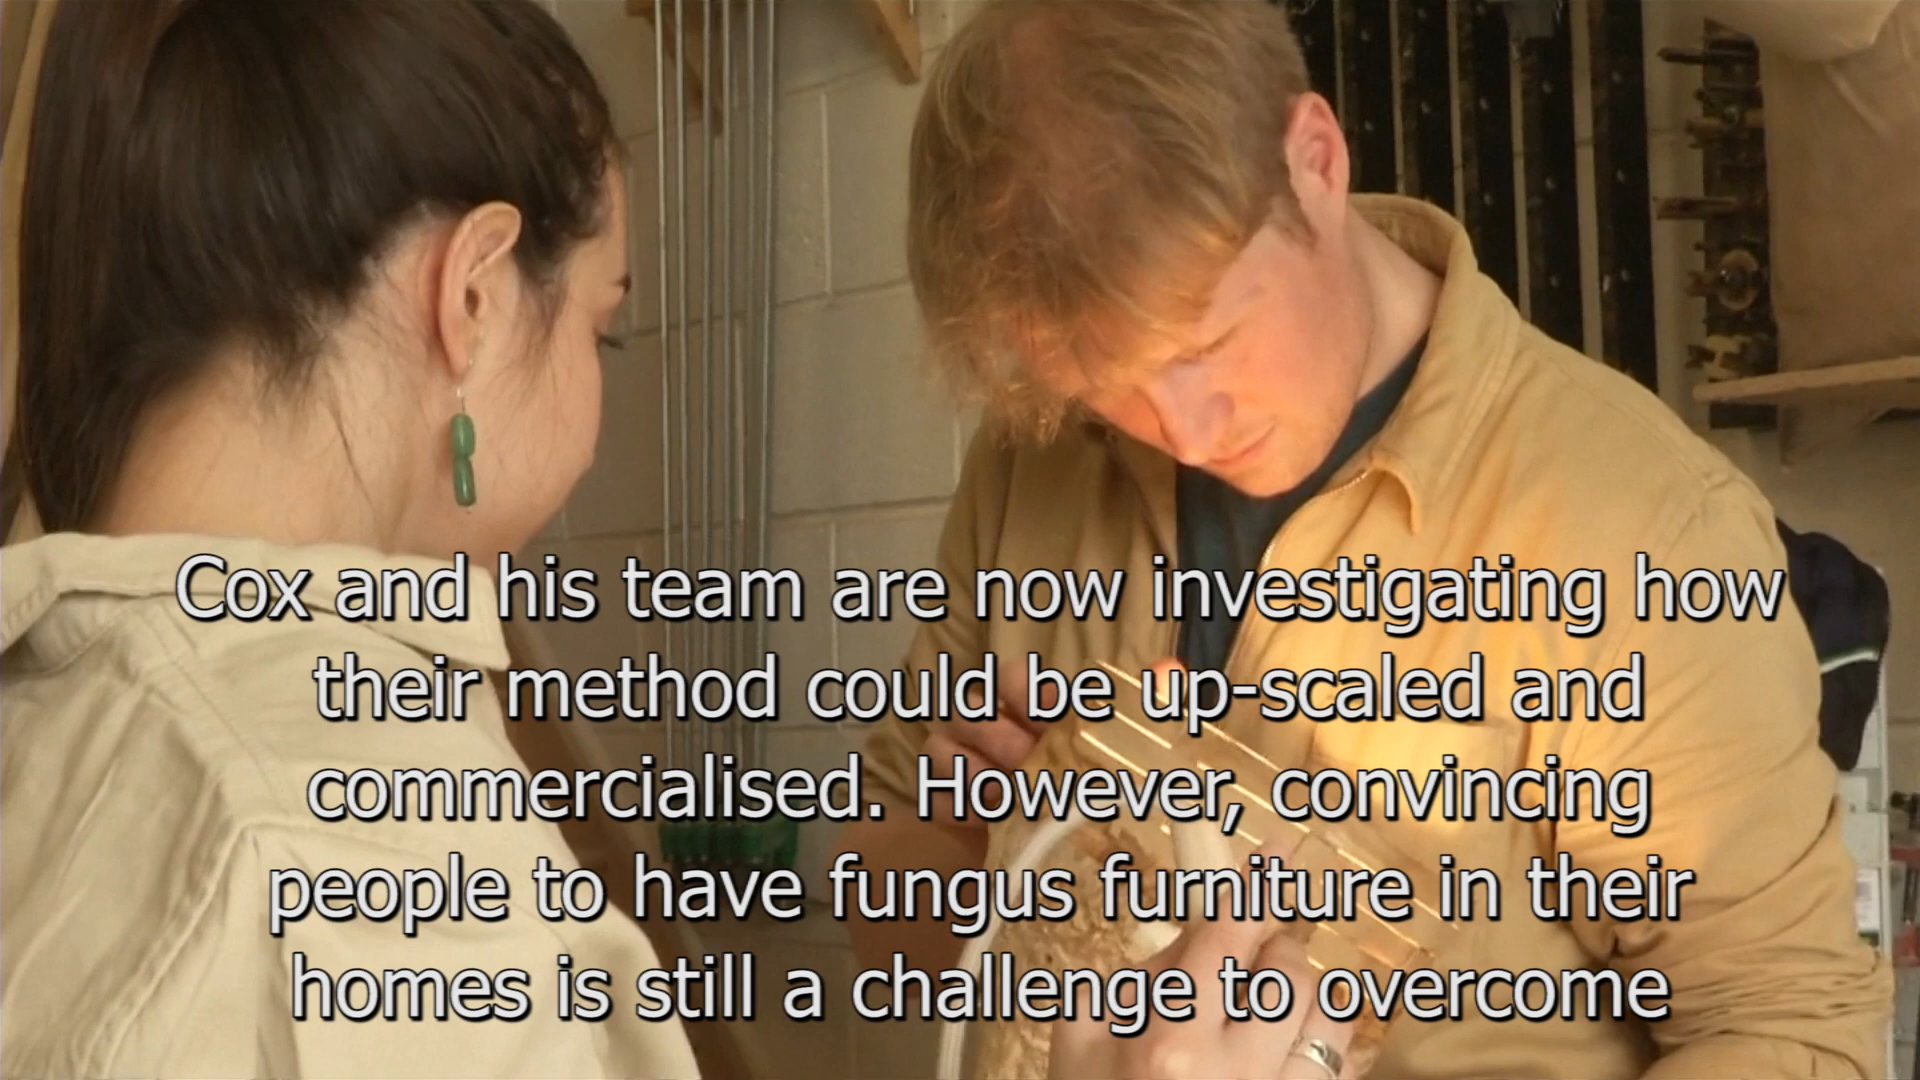 Cox and his team are now investigating how
their method could be up-scaled and
commercialised. However, convincing
people to have fungus furniture in their
homes is still a challenge to overcome